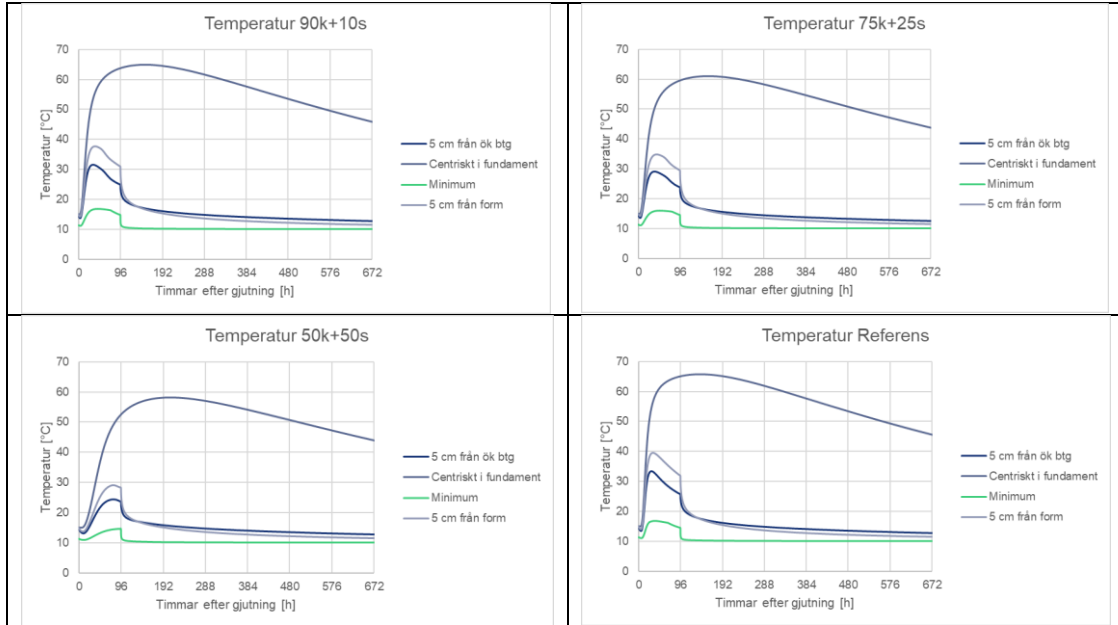 Temperatur 90k+10s
Temperatur [°C]
70
60
50
40
30
20
10
0
0 96 192 288 384 480 576 672
Timmar efter gjutning [h]
5 cm från ök btg
Centriskt i fundament
Minimum
5 cm från form
Temperatur 75k+25s
Temperatur [°C]
70
60
50
40
30
20
10
0
0 96 192 288 384 480 576 672
Timmar efter gjutning [h]
5 cm från ök btg
Centriskt i fundament
Minimum
5 cm från form
Temperatur 50k+50s
Temperatur [°C]
70
60
50
40
30
20
10
0
0 96 192 288 384 480 576 672
Timmar efter gjutning [h]
5 cm från ök btg
Centriskt i fundament
Minimum
5 cm från form
Temperatur Referens
Temperatur [°C]
70
60
50
40
30
20
10
0
0 96 192 288 384 480 576 672
Timmar efter gjutning [h]
5 cm från ök btg
Centriskt i fundament
Minimum
5 cm från form